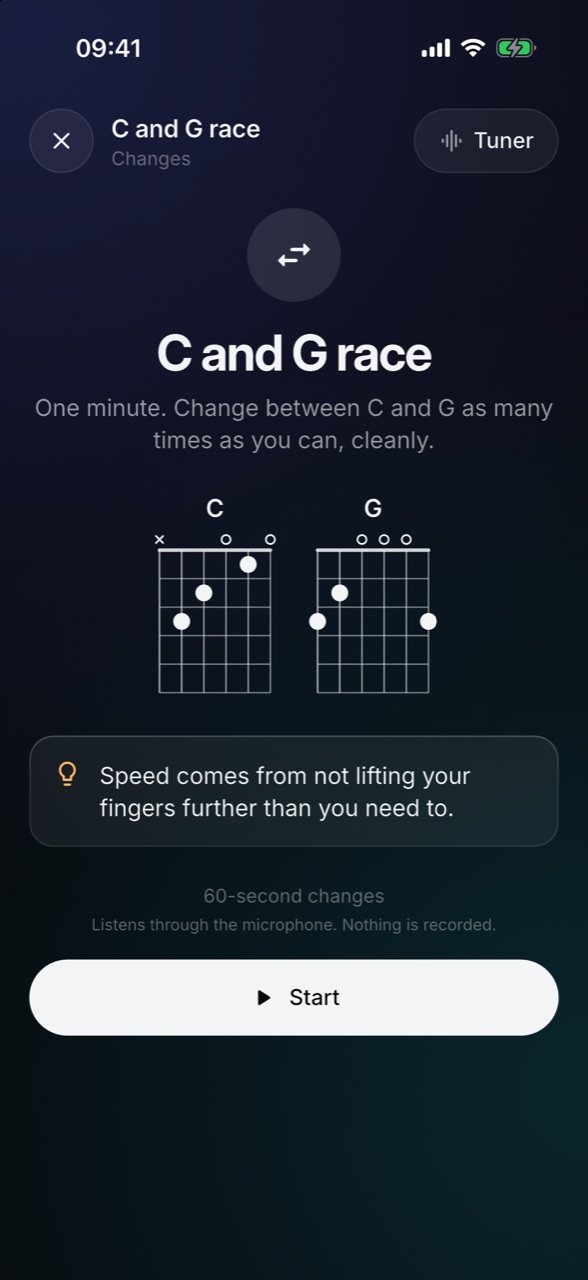 09:41
C and G race
Changes
Tuner
C and G race
One minute. Change between C and G as many
times as you can, cleanly.
C
G
Speed comes from not lifting your
fingers further than you need to.
60-second changes
Listens through the microphone. Nothing is recorded.
Start